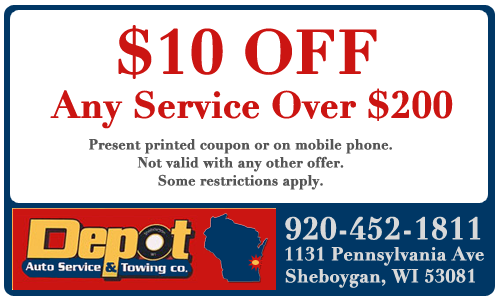 $10 OFF
Any Service Over $200
Present printed coupon or on mobile phone.
Not valid with any other offer.
Some restrictions apply.
Depot
Auto Service & Towing co.
920-452-1811
1131 Pennsylvania Ave
Sheboygan, WI 53081